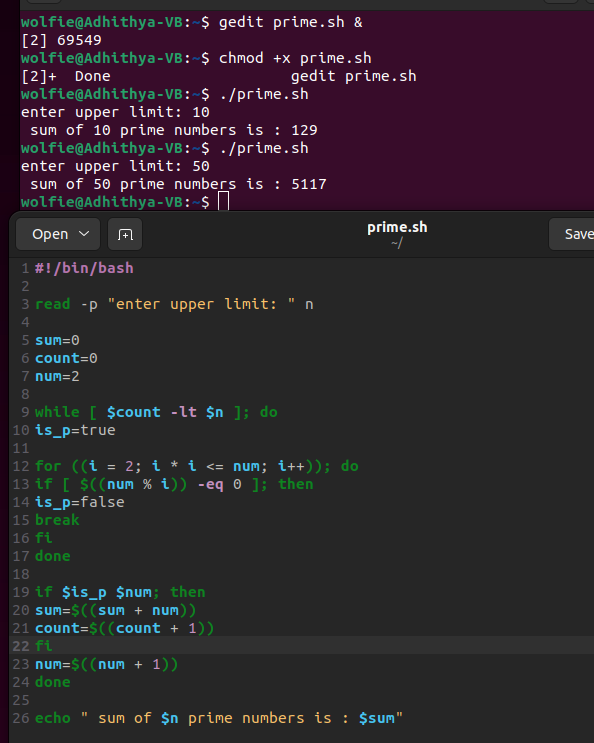 wolfie@Adhithya-VB:~$ gedit prime.sh &
[2] 69549
wolfie@Adhithya-VB:~$ chmod +x prime.sh
[2]+  Done                    gedit prime.sh
wolfie@Adhithya-VB:~$ ./prime.sh
enter upper limit: 10
 sum of 10 prime numbers is : 129
wolfie@Adhithya-VB:~$ ./prime.sh
enter upper limit: 50
 sum of 50 prime numbers is : 5117
wolfie@Adhithya-VB:~$
Open
prime.sh
~/
Save
1 #!/bin/bash
2
3 read -p "enter upper limit: " n
4
5 sum=0
6 count=0
7 num=2
8
9 while [ $count -lt $n ]; do
10 is_p=true
11
12 for ((i = 2; i * i <= num; i++)); do
13 if [ $((num % i)) -eq 0 ]; then
14 is_p=false
15 break
16 fi
17 done
18
19 if $is_p $num; then
20 sum=$((sum + num))
21 count=$((count + 1))
22 fi
23 num=$((num + 1))
24 done
25
26 echo " sum of $n prime numbers is : $sum"